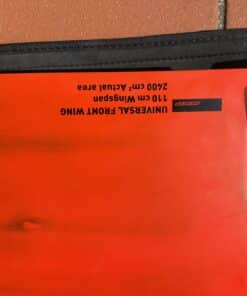 UNIVERSAL FRONT WING
110 cm Wingspan
2400 cm² Actual area